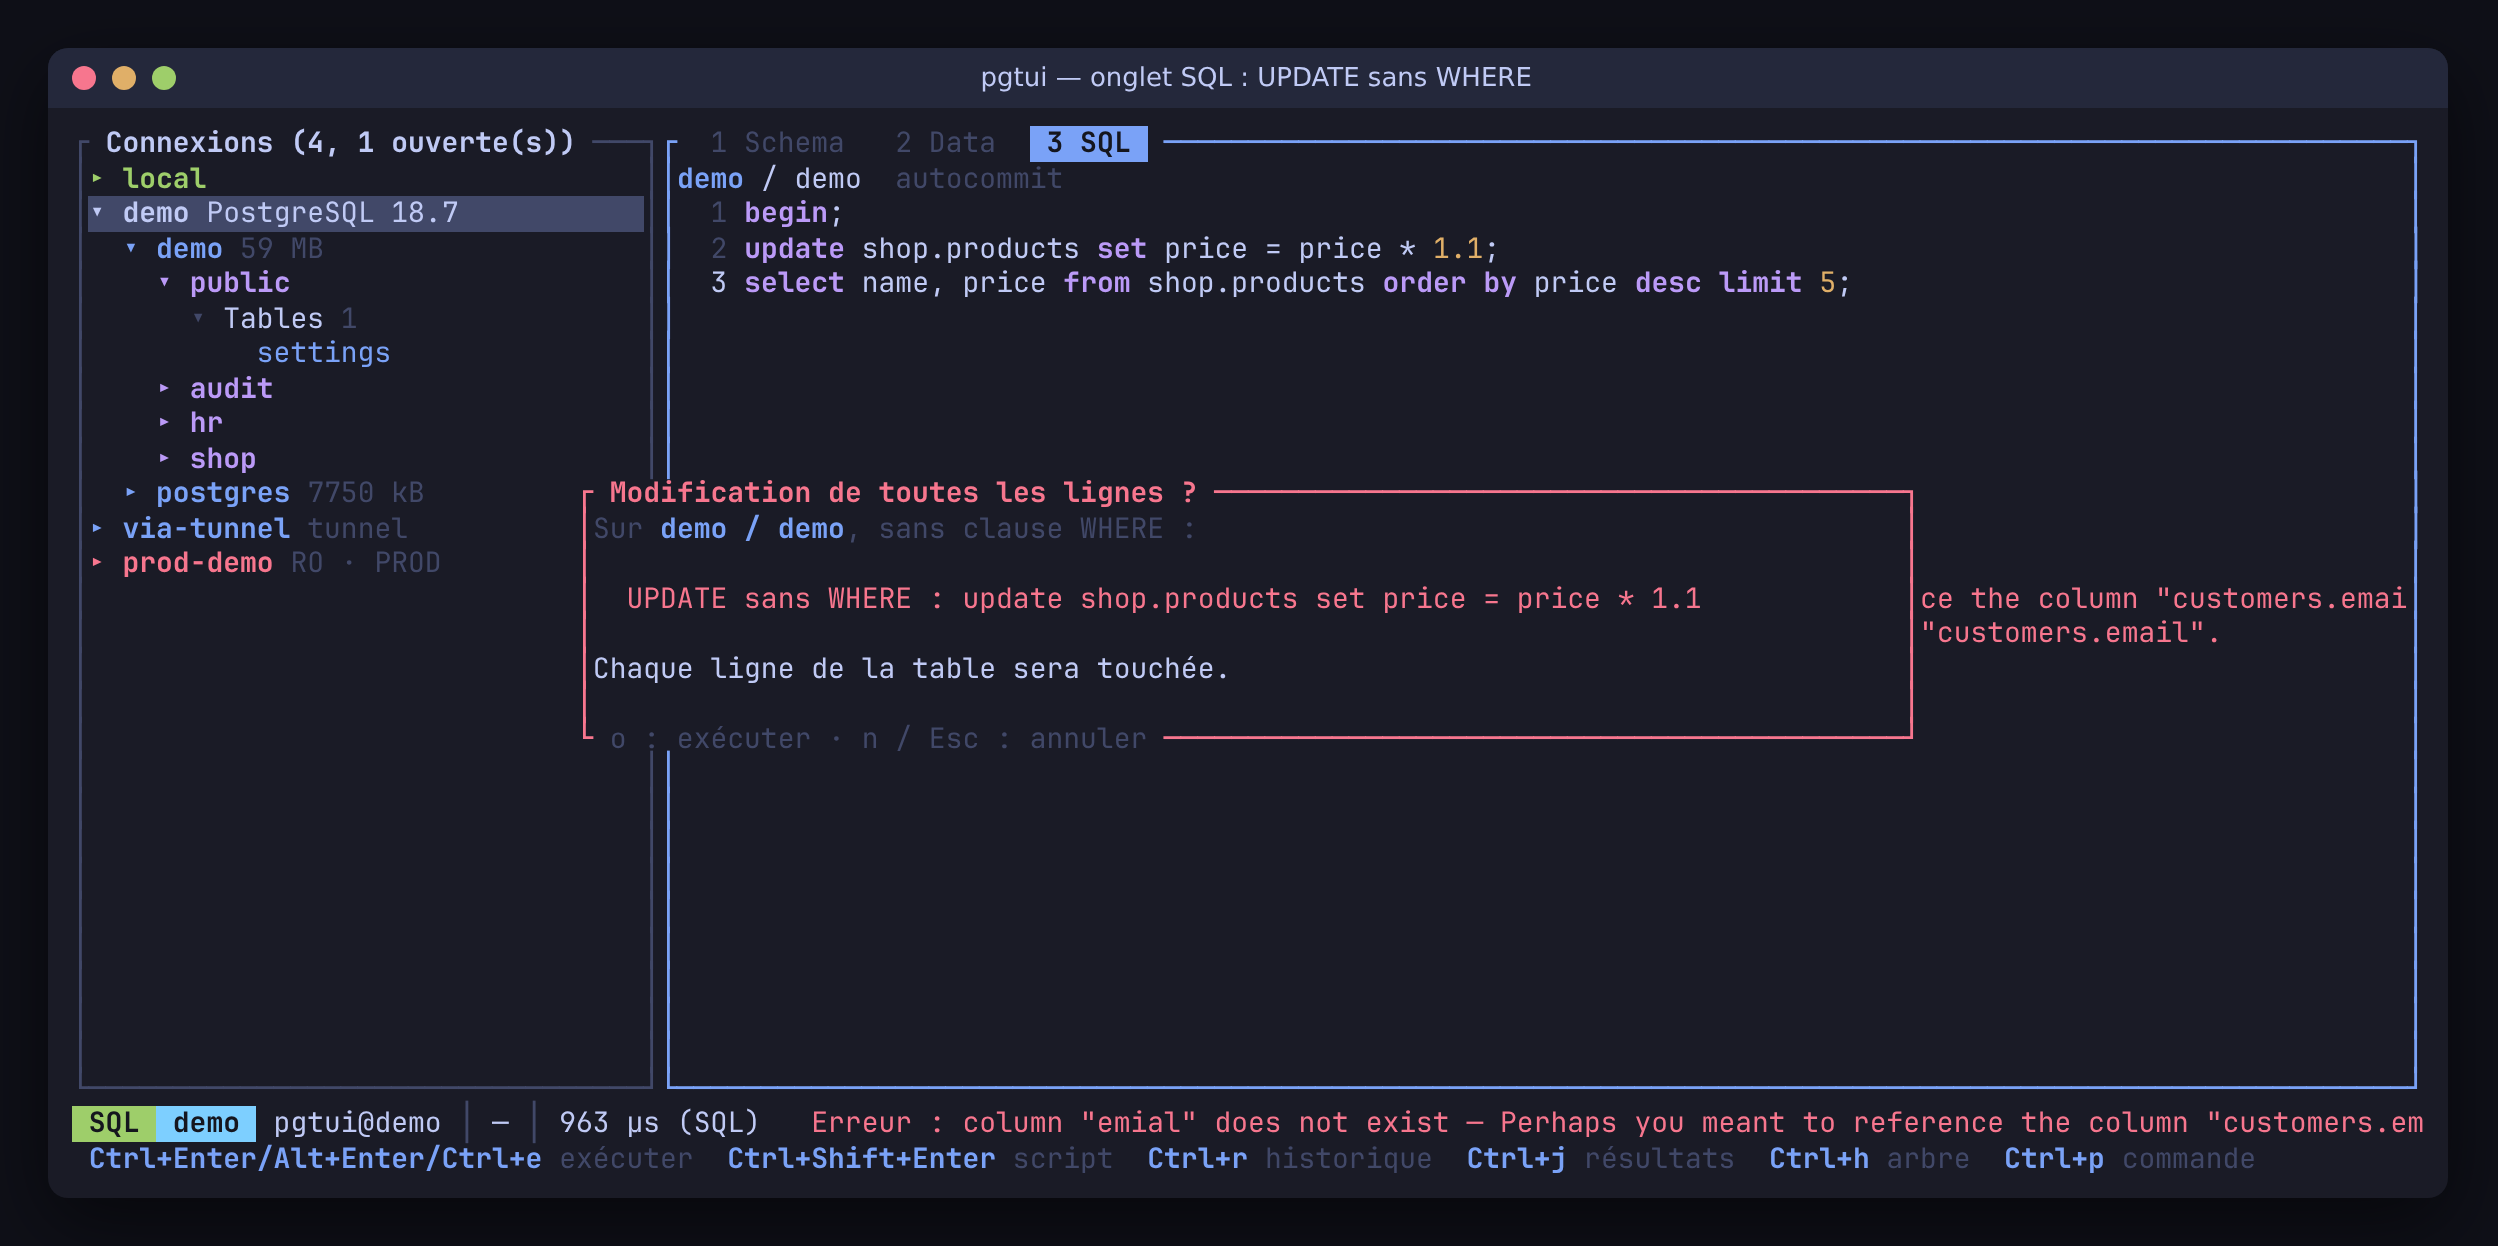 pgtui — onglet SQL : UPDATE sans WHERE
Connexions (4, 1 ouverte(s))
▸ local
▾ demo PostgreSQL 18.7
▾ demo 59 MB
▾ public
▾ Tables 1
settings
▸ audit
▸ hr
▸ shop
▸ postgres 7750 kB
▸ via-tunnel tunnel
▸ prod-demo RO · PROD
1 Schema 2 Data 3 SQL
demo / demo autocommit
1 begin;
2 update shop.products set price = price * 1.1;
3 select name, price from shop.products order by price desc limit 5;
Modification de toutes les lignes ?
Sur demo / demo, sans clause WHERE :
UPDATE sans WHERE : update shop.products set price = price * 1.1
Chaque ligne de la table sera touchée.
o : exécuter · n / Esc : annuler
ce the column "customers.emai
"customers.email".
SQL demo pgtui@demo │ — │ 963 µs (SQL) Erreur : column "emial" does not exist — Perhaps you meant to reference the column "customers.em
Ctrl+Enter/Alt+Enter/Ctrl+e exécuter Ctrl+Shift+Enter script Ctrl+r historique Ctrl+j résultats Ctrl+h arbre Ctrl+p commande